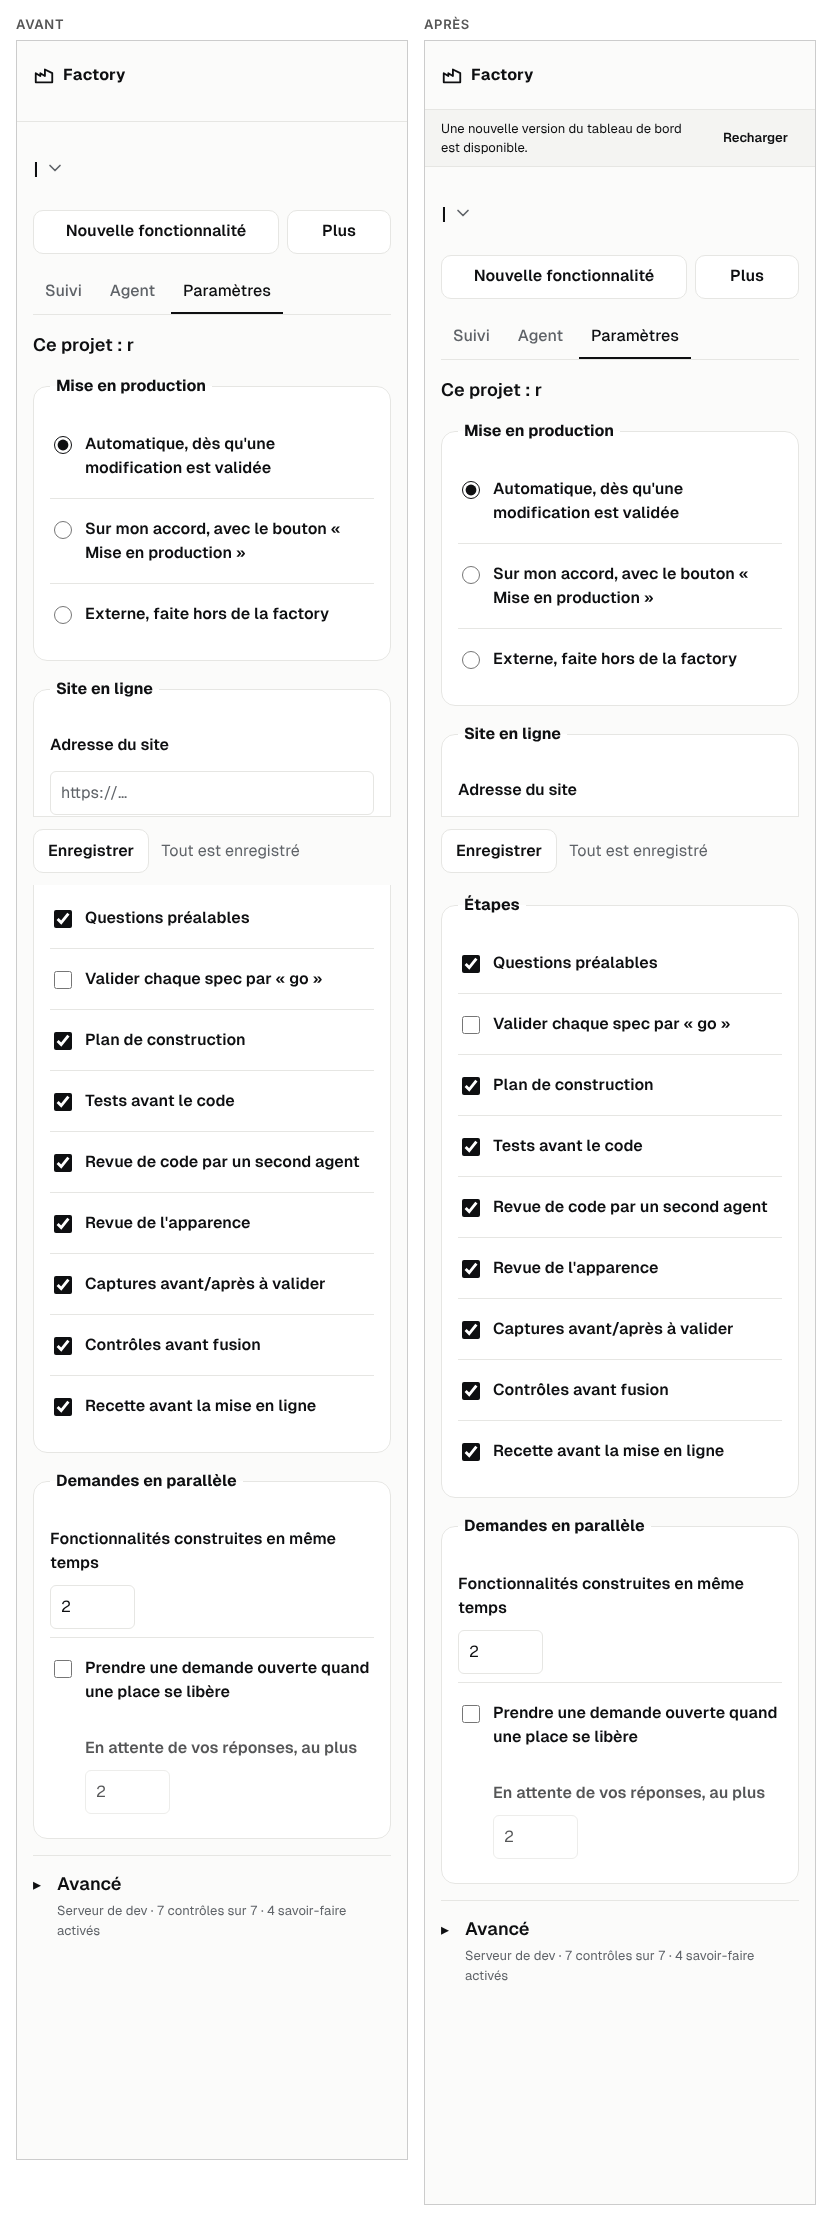 AVANT
Factory
Nouvelle fonctionnalité
Plus
Suivi
Agent
Paramètres
Ce projet : r
Mise en production
Automatique, dès qu'une
modification est validée
Sur mon accord, avec le bouton «
Mise en production »
Externe, faite hors de la factory
Site en ligne
Adresse du site
https://...
Enregistrer
Tout est enregistré
Questions préalables
Valider chaque spec par « go »
Plan de construction
Tests avant le code
Revue de code par un second agent
Revue de l'apparence
Captures avant/après à valider
Contrôles avant fusion
Recette avant la mise en ligne
Demandes en parallèle
Fonctionnalités construites en même
temps
2
Prendre une demande ouverte quand
une place se libère
En attente de vos réponses, au plus
2
Avancé
Serveur de dev · 7 contrôles sur 7 · 4 savoir-faire
activés
APRÈS
Factory
Une nouvelle version du tableau de bord
est disponible.
Recharger
Nouvelle fonctionnalité
Plus
Suivi
Agent
Paramètres
Ce projet : r
Mise en production
Automatique, dès qu'une
modification est validée
Sur mon accord, avec le bouton «
Mise en production »
Externe, faite hors de la factory
Site en ligne
Adresse du site
Enregistrer
Tout est enregistré
Étapes
Questions préalables
Valider chaque spec par « go »
Plan de construction
Tests avant le code
Revue de code par un second agent
Revue de l'apparence
Captures avant/après à valider
Contrôles avant fusion
Recette avant la mise en ligne
Demandes en parallèle
Fonctionnalités construites en même
temps
2
Prendre une demande ouverte quand
une place se libère
En attente de vos réponses, au plus
2
Avancé
Serveur de dev · 7 contrôles sur 7 · 4 savoir-faire
activés